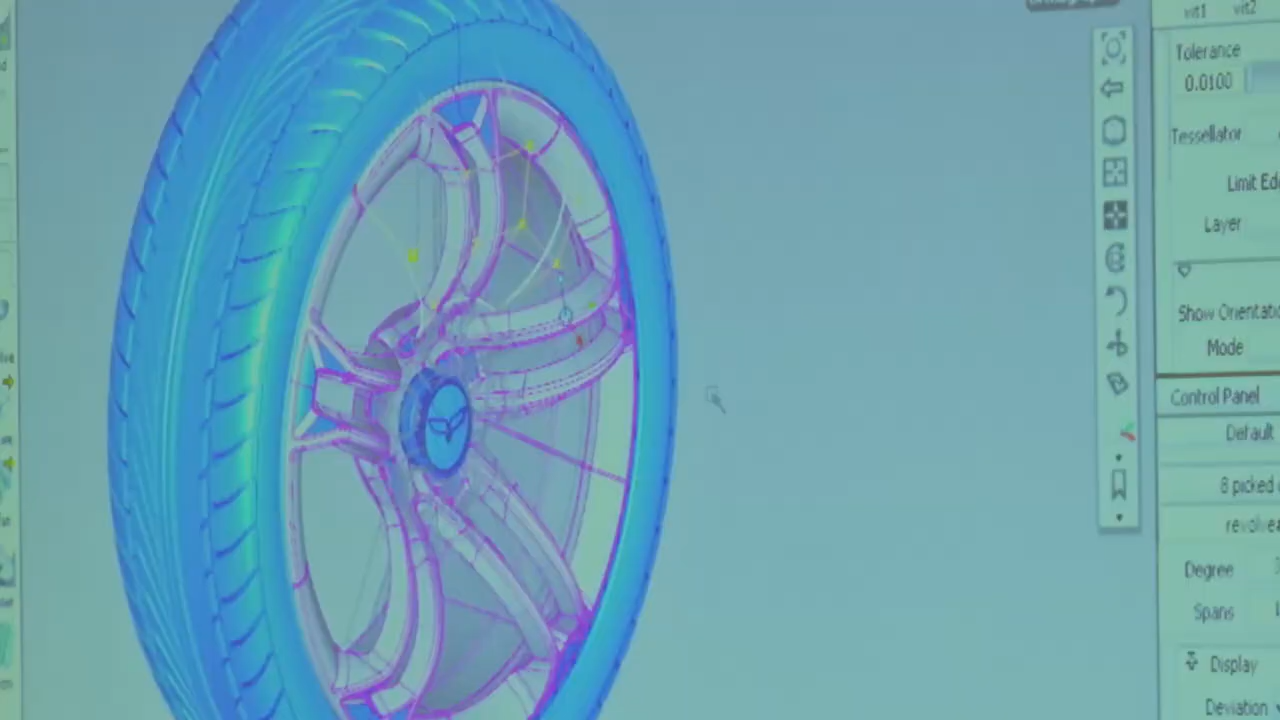 vit1 vit2
Tolerance
0.0100
Tessellator
Limit Ed
Layer
Show Orientatio
Mode
Control Panel
Default
8 picked
revolve
Degree
Spans
Display
Deviation